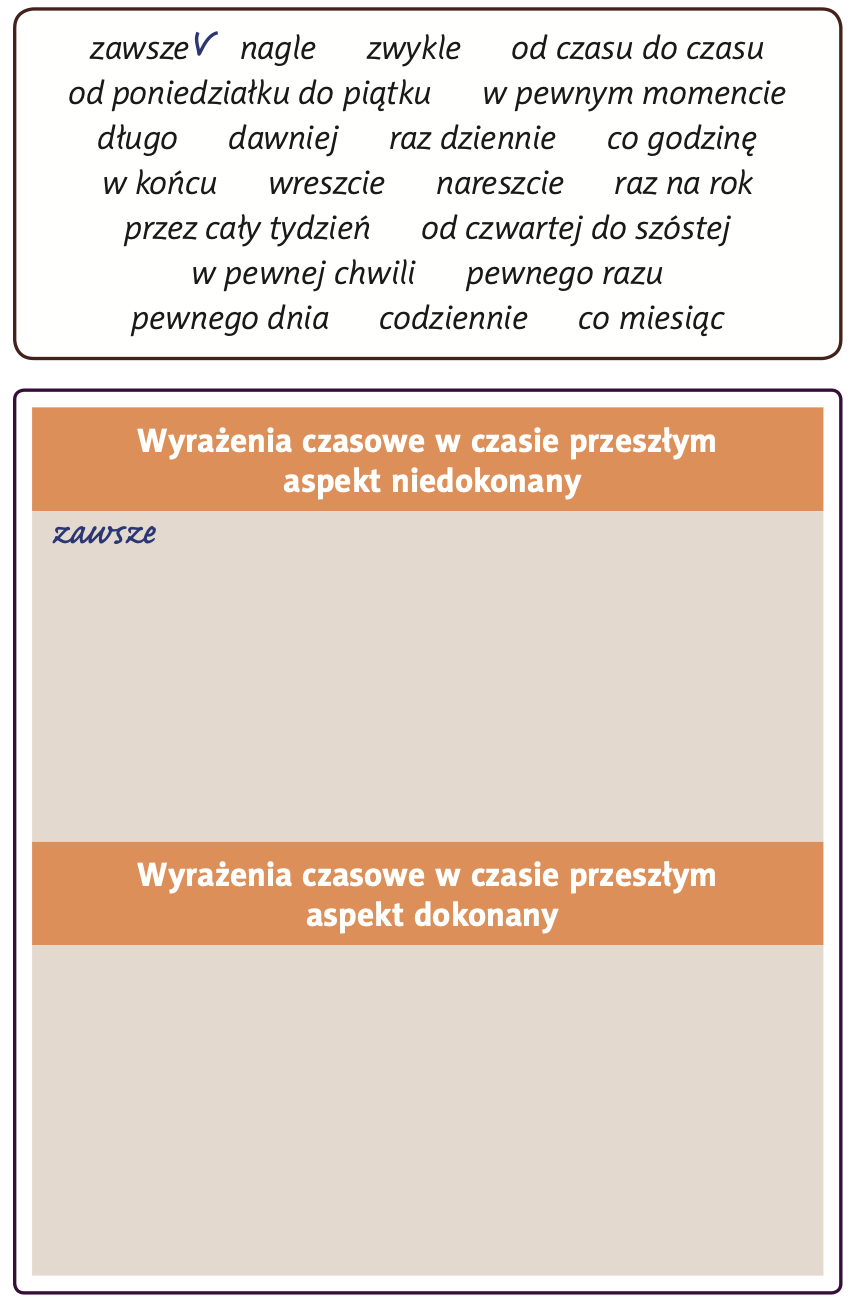 zawsze✓ nagle zwykle od czasu do czasu
od poniedziałku do piątku w pewnym momencie
długo dawniej raz dziennie co godzinę
w końcu wreszcie nareszcie raz na rok
przez cały tydzień od czwartej do szóstej
w pewnej chwili pewnego razu
pewnego dnia codziennie co miesiąc
Wyrażenia czasowe w czasie przeszłym
aspekt niedokonany
zawsze
Wyrażenia czasowe w czasie przeszłym
aspekt dokonany